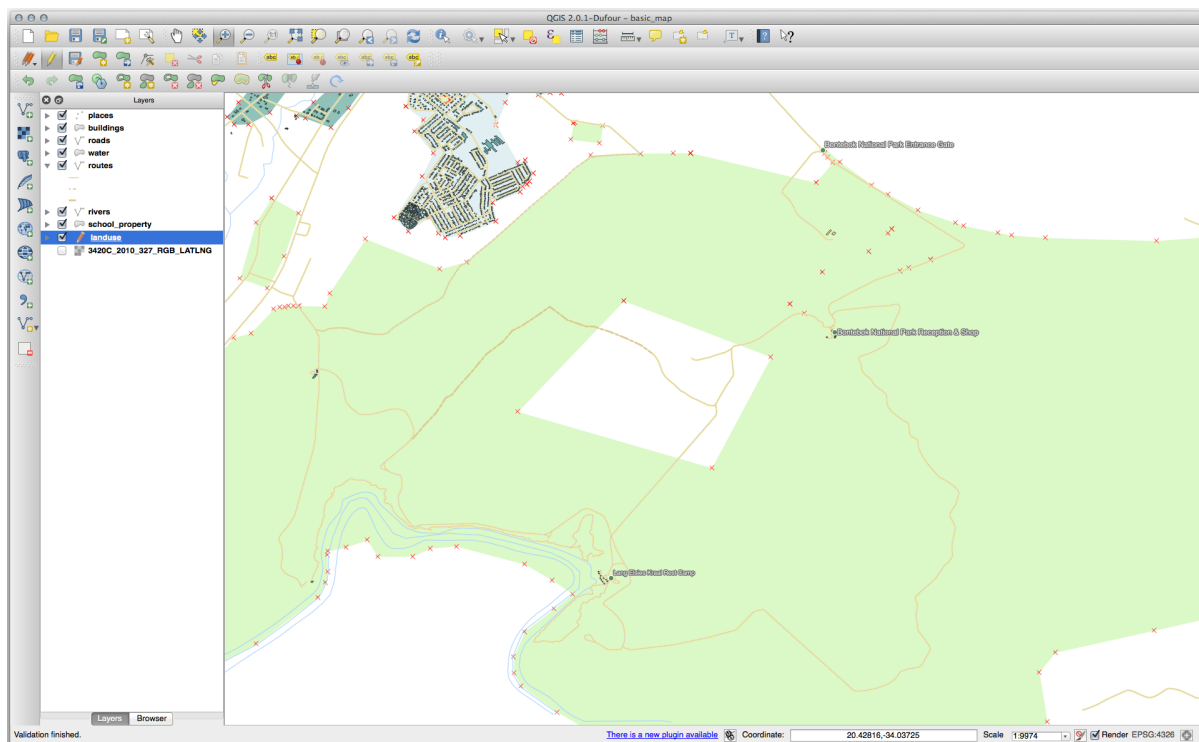 QGIS 2.0.1-Dufour – basic_map
Layers
places
buildings
roads
water
routes
rivers
school_property
landuse
3420C_2010_327_RGB_LATLNG
Bontebok National Park Entrance Gate
Bontebok National Park Reception & Shop
Lang Elsies Kraal Rest Camp
Layers Browser
Validation finished.
There is a new plugin available
Coordinate: 20.42816,-34.03725
Scale 1:9974
Render EPSG:4326